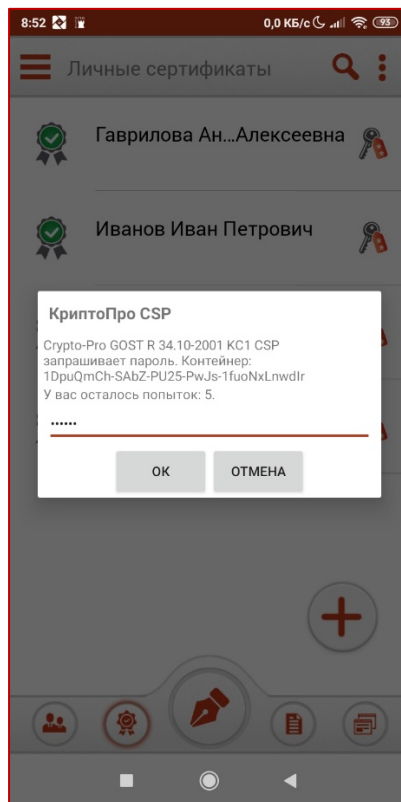 8:52 0,0 КБ/с 93
Личные сертификаты
Гаврилова Ан...Алексеевна
Иванов Иван Петрович
КриптоПро CSP
Crypto-Pro GOST R 34.10-2001 KC1 CSP
запрашивает пароль. Контейнер:
1DpuQmCh-SAbZ-PU25-PwJs-1fuoNxLnwdIr
У вас осталось попыток: 5.
······
ОК ОТМЕНА